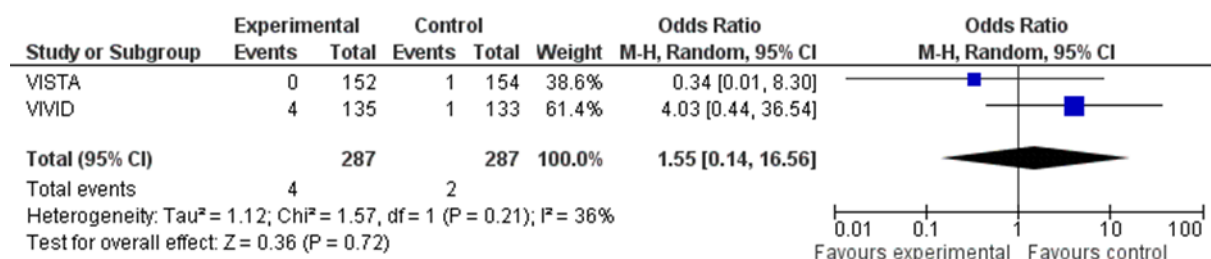 Experimental Control Odds Ratio Odds Ratio
Study or Subgroup Events Total Events Total Weight M-H, Random, 95% CI M-H, Random, 95% CI
VISTA 0 152 1 154 38.6% 0.34 [0.01, 8.30]
VIVID 4 135 1 133 61.4% 4.03 [0.44, 36.54]
Total (95% CI) 287 287 100.0% 1.55 [0.14, 16.56]
Total events 4 2
Heterogeneity: Tau² = 1.12; Chi² = 1.57, df = 1 (P = 0.21); I² = 36%
Test for overall effect: Z = 0.36 (P = 0.72)
0.01 0.1 1 10 100
Favours experimental Favours control